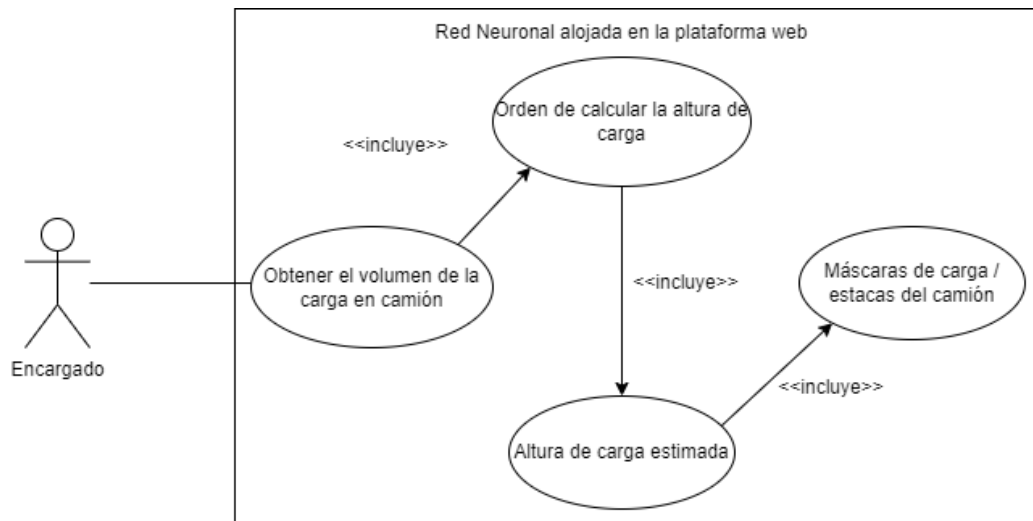 Red Neuronal alojada en la plataforma web
Orden de calcular la altura de
carga
<<incluye>>
Obtener el volumen de la
carga en camión
<<incluye>>
Máscaras de carga /
estacas del camión
Encargado
<<incluye>>
Altura de carga estimada